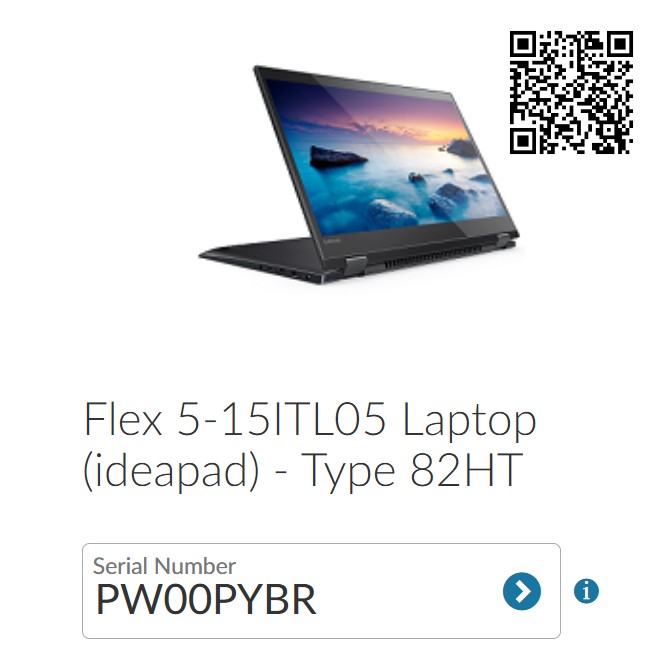 Flex 5-15ITL05 Laptop
(ideapad) - Type 82HT
Serial Number
PW00PYBR